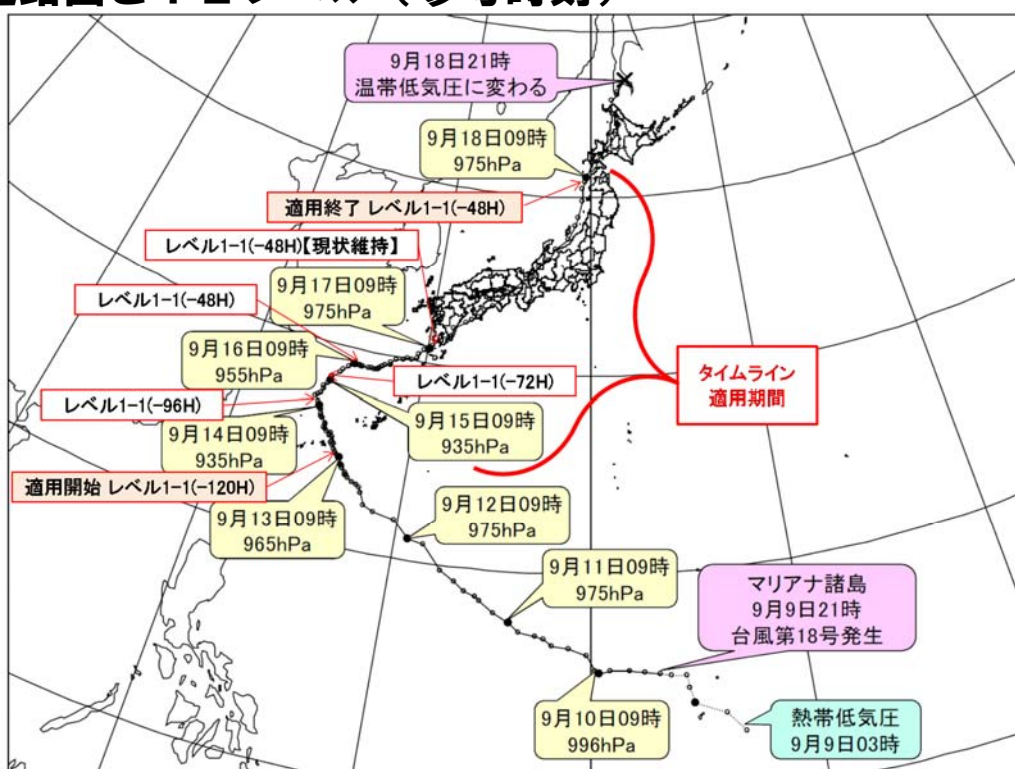 9月18日21時
温帯低気圧に変わる
9月18日09時
975hPa
適用終了 レベル1-1(-48H)
レベル1-1(-48H)【現状維持】
9月17日09時
975hPa
レベル1-1(-48H)
9月16日09時
955hPa
レベル1-1(-72H)
タイムライン
適用期間
レベル1-1(-96H)
9月15日09時
935hPa
9月14日09時
935hPa
適用開始 レベル1-1(-120H)
9月13日09時
965hPa
9月12日09時
975hPa
9月11日09時
975hPa
マリアナ諸島
9月9日21時
台風第18号発生
9月10日09時
996hPa
熱帯低気圧
9月9日03時